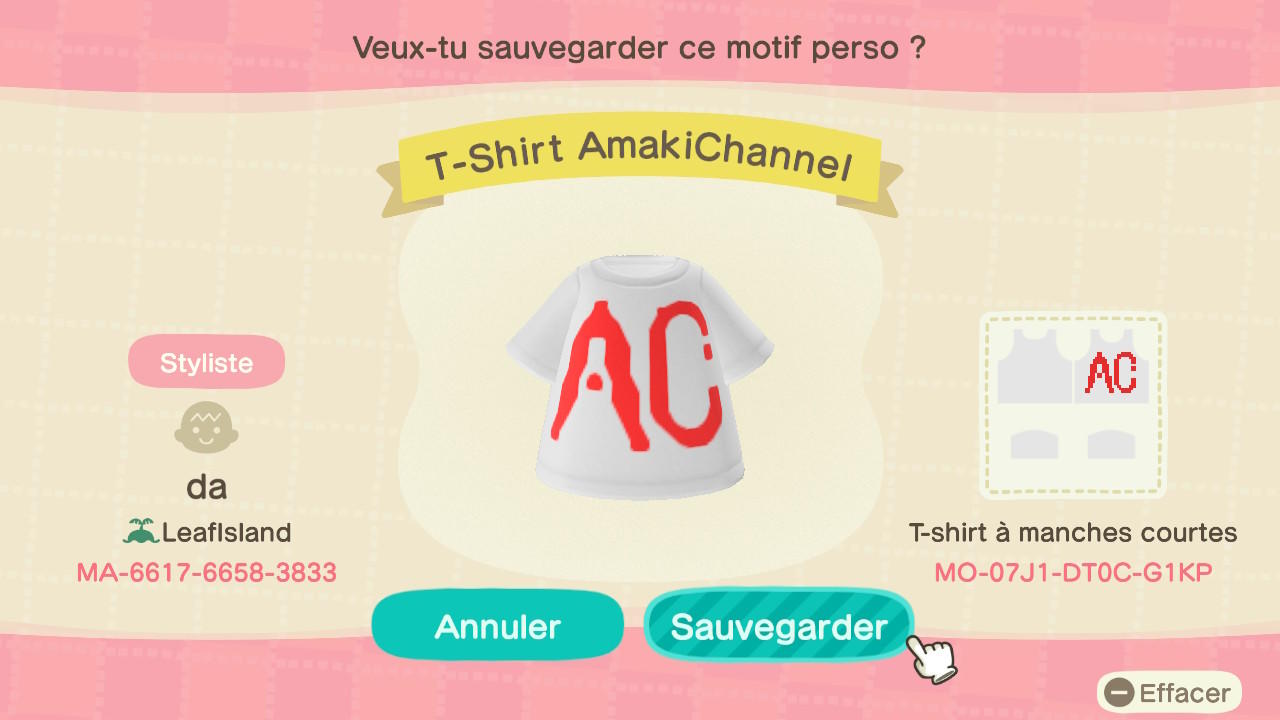 Veux-tu sauvegarder ce motif perso ?
T-Shirt AmakiChannel
AC
Styliste
da
LeafIsland
MA-6617-6658-3833
AC
T-shirt à manches courtes
MO-07J1-DT0C-G1KP
Annuler
Sauvegarder
Effacer